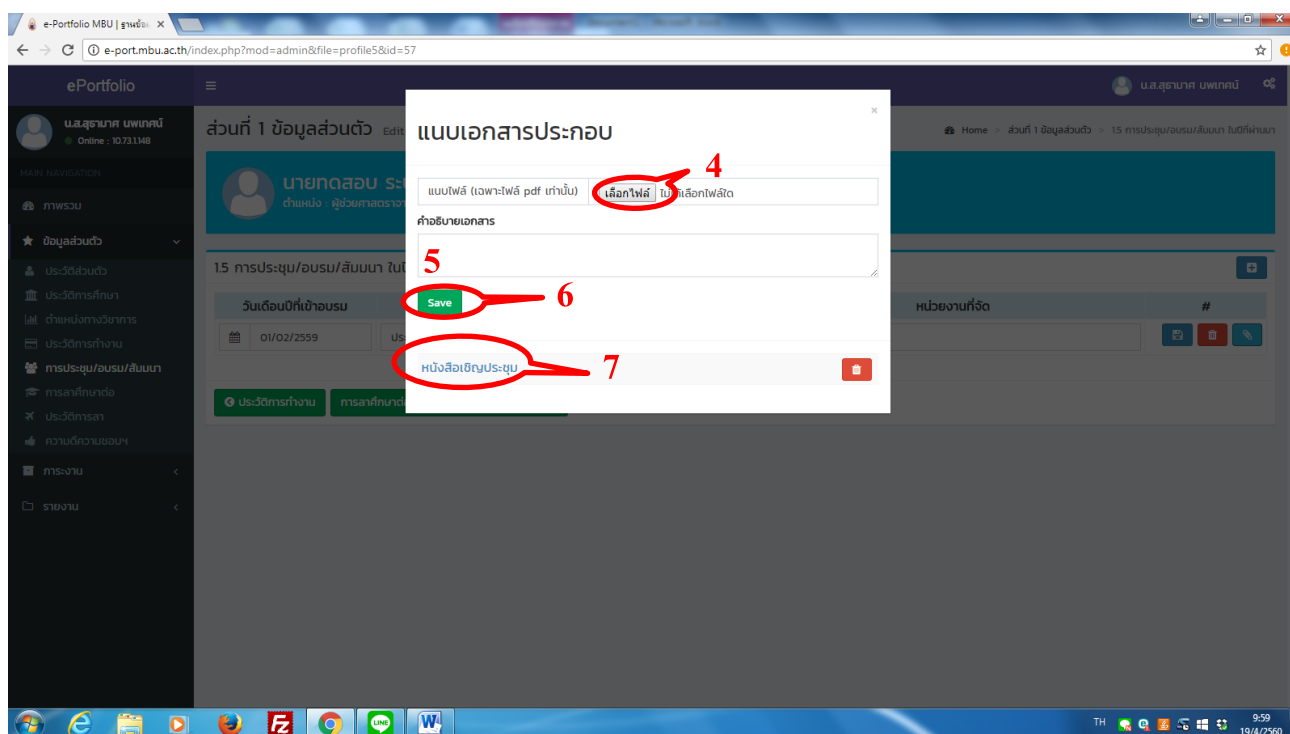 e-Portfolio MBU | ฐานข้อ
e-port.mbu.ac.th/index.php?mod=admin&file=profile5&id=57
ePortfolio
น.ส.สุธามาศ นพเกศน์
น.ส.สุธามาศ นพเกศน์
Online : 10.73.1.148
MAIN NAVIGATION
ภาพรวม
ข้อมูลส่วนตัว
ประวัติส่วนตัว
ประวัติการศึกษา
ตำแหน่งทางวิชาการ
ประวัติการทำงาน
การประชุม/อบรม/สัมมนา
การลาศึกษาต่อ
ประวัติการลา
ความดีความชอบฯ
ภาระงาน
รายงาน
ส่วนที่ 1 ข้อมูลส่วนตัว Edit
Home > ส่วนที่ 1 ข้อมูลส่วนตัว > 1.5 การประชุม/อบรม/สัมมนา ในปีที่ผ่านมา
นายทดสอบ
ตำแหน่ง : ผู้ช่วยศาสตราจา
1.5 การประชุม/อบรม/สัมมนา ในปี
วันเดือนปีที่เข้าอบรม
หน่วยงานที่จัด
#
01/02/2559
ประ
ประวัติการทำงาน
การลาศึกษาต่อ
แนบเอกสารประกอบ
×
4
แนบไฟล์ (เฉพาะไฟล์ pdf เท่านั้น)
เลือกไฟล์
ไม่ได้เลือกไฟล์ใด
คำอธิบายเอกสาร
5
Save
6
หนังสือเชิญประชุม
7
TH
9:59
19/4/2560